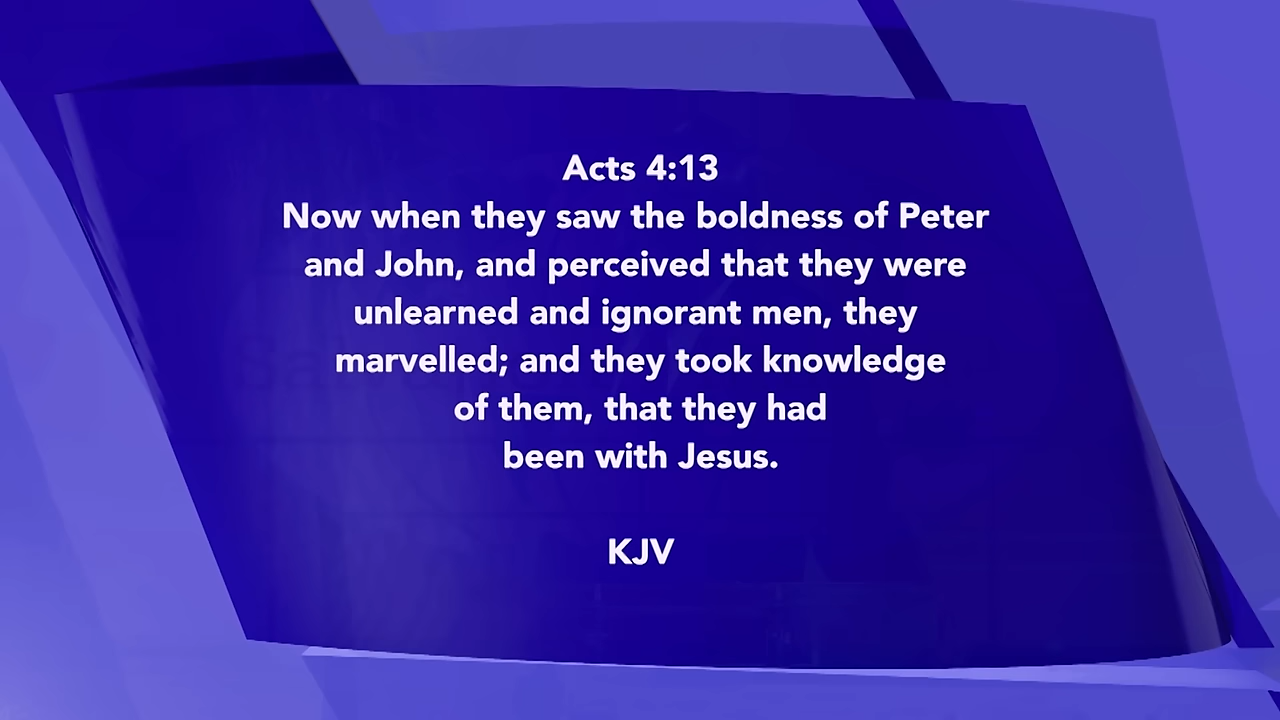 Acts 4:13
Now when they saw the boldness of Peter
and John, and perceived that they were
unlearned and ignorant men, they
marvelled; and they took knowledge
of them, that they had
been with Jesus.
KJV